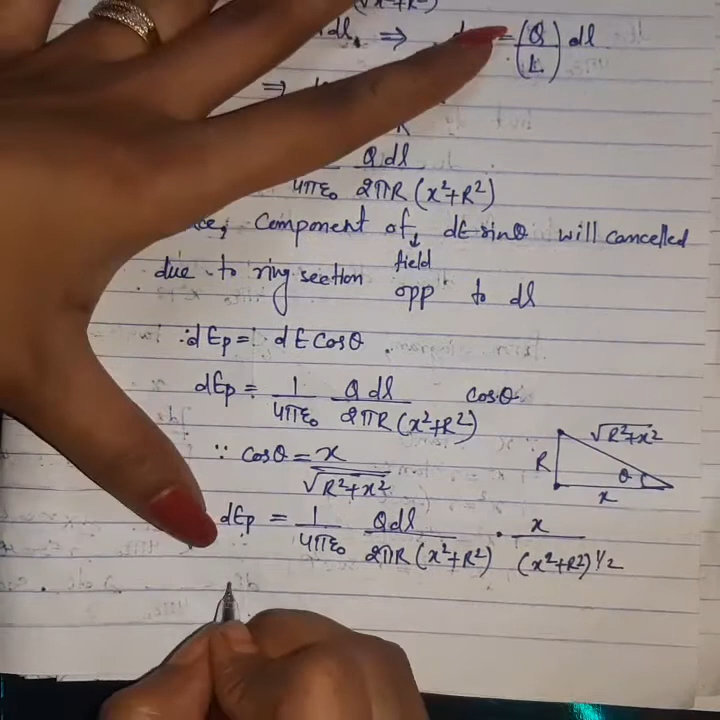 dl, ⇒ = (Q/L) dl
⇒
Q dl
4πε₀ 2πR (x²+R²)
Component of dE sinθ will cancelled
due to ring section field opp to dl
∴ dEp = dE Cosθ.
dEp = 1/4πε₀ Q dl/2πR (x²+R²) cosθ
∵ cosθ = x/√R²+x²
√R²+x²
R θ
x
dEp = 1/4πε₀ Qdl/2πR (x²+R²) · x/(x²+R²)^1/2